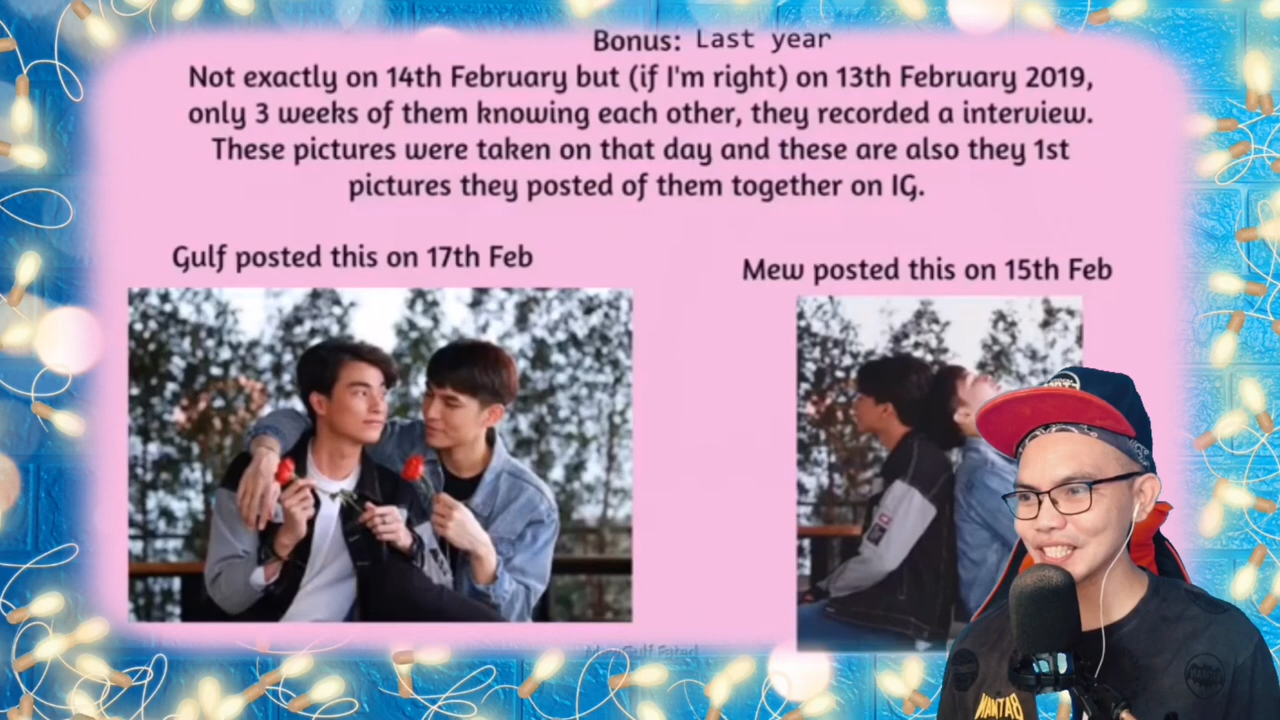 Bonus: Last year
Not exactly on 14th February but (if I'm right) on 13th February 2019,
only 3 weeks of them knowing each other, they recorded a interview.
These pictures were taken on that day and these are also they 1st
pictures they posted of them together on IG.
Gulf posted this on 17th Feb
Mew posted this on 15th Feb